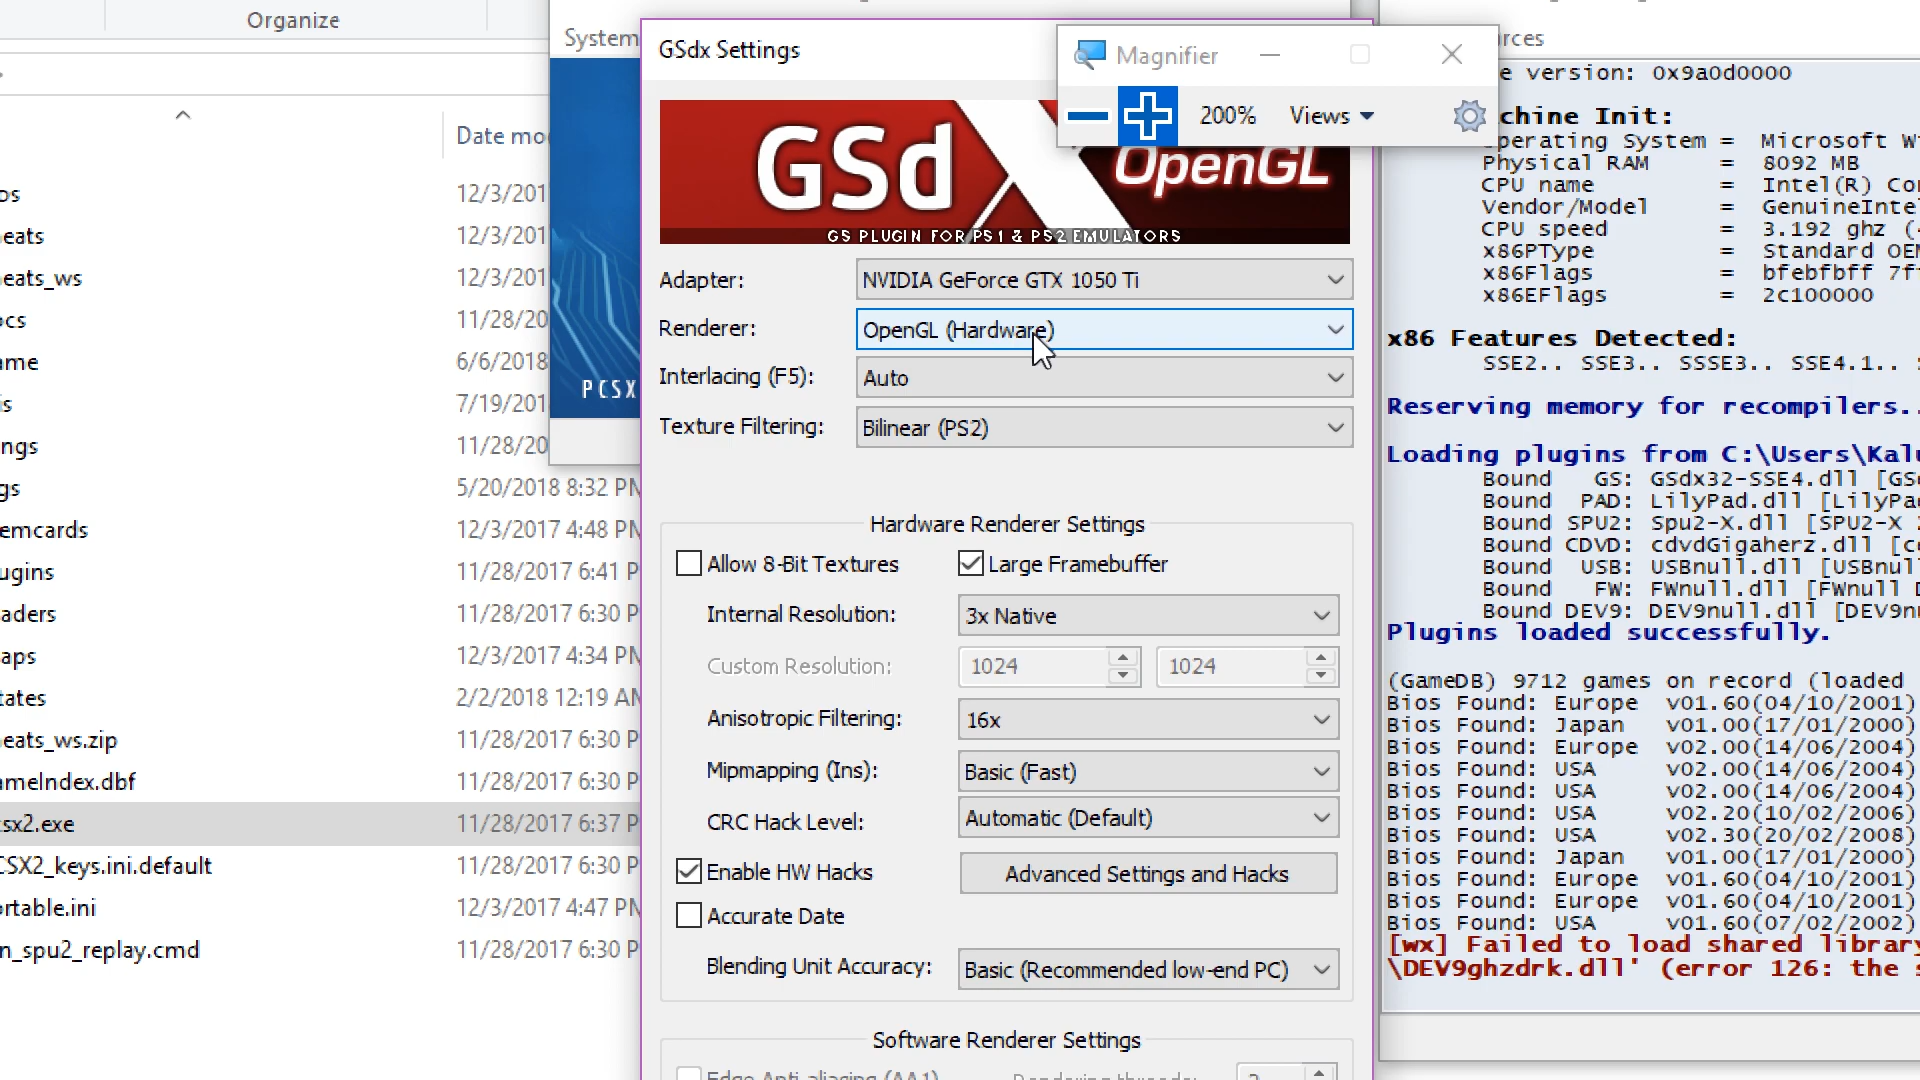 Organize
Date mo
os
12/3/201
eats
12/3/201
eats_ws
12/3/201
cs
11/28/20
me
6/6/2018
is
7/19/201
ngs
11/28/20
gs
5/20/2018 8:32 PM
emcards
12/3/2017 4:48 PM
ugins
11/28/2017 6:41 P
aders
11/28/2017 6:30 P
aps
12/3/2017 4:34 PM
tates
2/2/2018 12:19 AM
eats_ws.zip
11/28/2017 6:30 P
ameIndex.dbf
11/28/2017 6:30 P
sx2.exe
11/28/2017 6:37 P
CSX2_keys.ini.default
11/28/2017 6:30 P
ortable.ini
12/3/2017 4:47 PM
n_spu2_replay.cmd
11/28/2017 6:30 P
System
PCSX
GSdx Settings
GSdX OpenGL
GS PLUGIN FOR PS1 & PS2 EMULATORS
Adapter: NVIDIA GeForce GTX 1050 Ti
Renderer: OpenGL (Hardware)
Interlacing (F5): Auto
Texture Filtering: Bilinear (PS2)
Hardware Renderer Settings
Allow 8-Bit Textures Large Framebuffer
Internal Resolution: 3x Native
Custom Resolution: 1024 1024
Anisotropic Filtering: 16x
Mipmapping (Ins): Basic (Fast)
CRC Hack Level: Automatic (Default)
Enable HW Hacks Advanced Settings and Hacks
Accurate Date
Blending Unit Accuracy: Basic (Recommended low-end PC)
Software Renderer Settings
Edge Anti-aliasing (AA1) Rendering threads:
Magnifier
200% Views
rces
e version: 0x9a0d0000
chine Init:
perating System = Microsoft W
Physical RAM = 8092 MB
CPU name = Intel(R) Co
Vendor/Model = GenuineInte
CPU speed = 3.192 ghz (
x86PType = Standard OEM
x86Flags = bfebfbff 7f
x86EFlags = 2c100000
x86 Features Detected:
SSE2.. SSE3.. SSSE3.. SSE4.1..
Reserving memory for recompilers..
Loading plugins from C:\Users\Kal
Bound GS: GSdx32-SSE4.dll [GS
Bound PAD: LilyPad.dll [LilyPa
Bound SPU2: Spu2-X.dll [SPU2-X
Bound CDVD: cdvdGigaherz.dll [c
Bound USB: USBnull.dll [USBnul
Bound FW: FWnull.dll [FWnull D
Bound DEV9: DEV9null.dll [DEV9n
Plugins loaded successfully.
(GameDB) 9712 games on record (loaded
Bios Found: Europe v01.60(04/10/2001)
Bios Found: Japan v01.00(17/01/2000)
Bios Found: Europe v02.00(14/06/2004)
Bios Found: USA v02.00(14/06/2004)
Bios Found: USA v02.00(14/06/2004)
Bios Found: USA v02.20(10/02/2006)
Bios Found: USA v02.30(20/02/2008)
Bios Found: Japan v01.00(17/01/2000)
Bios Found: Europe v01.60(04/10/2001)
Bios Found: Europe v01.60(04/10/2001)
Bios Found: USA v01.60(07/02/2002)
[wx] Failed to load shared library
\DEV9ghzdrk.dll' (error 126: the s